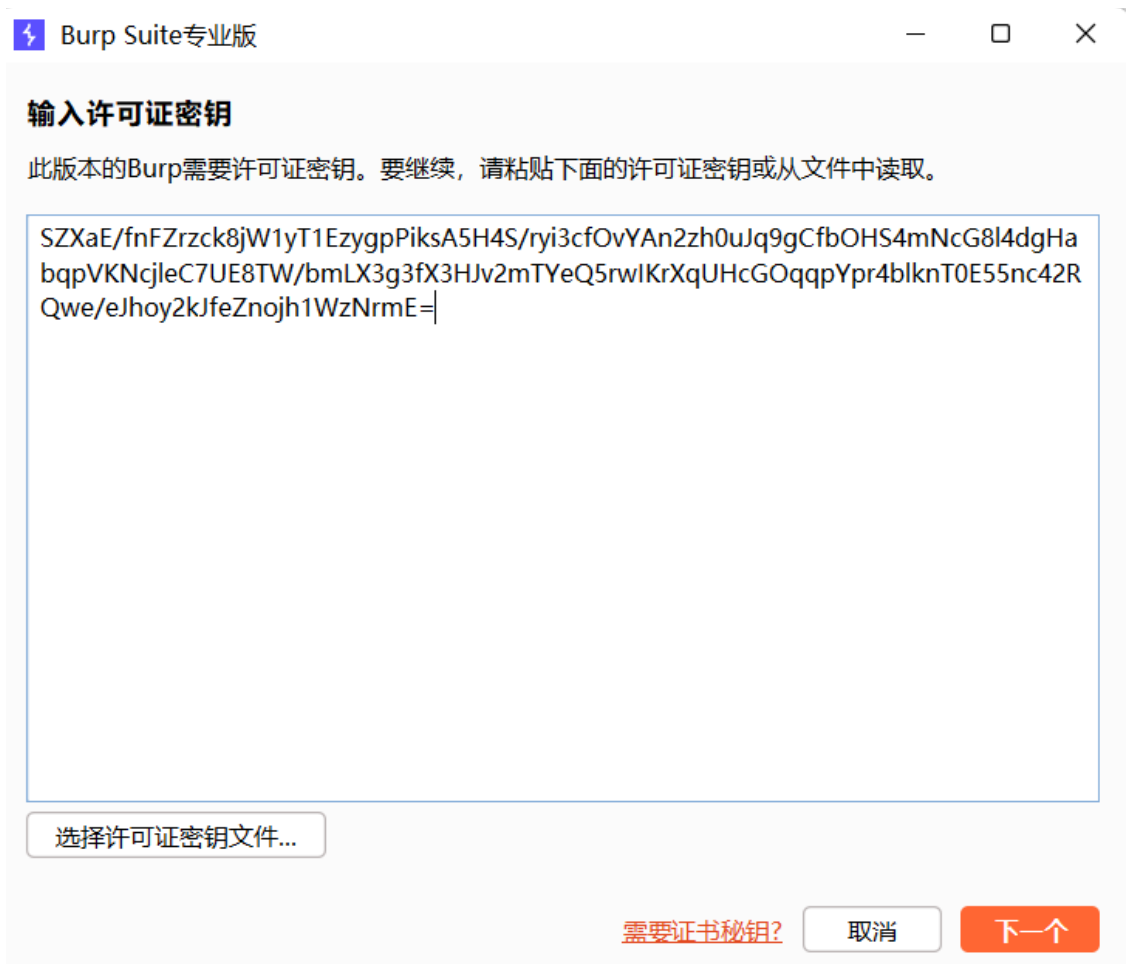 Burp Suite专业版
输入许可证密钥
此版本的Burp需要许可证密钥。要继续，请粘贴下面的许可证密钥或从文件中读取。
SZXaE/fnFZrzck8jW1yT1EzygpPiksA5H4S/ryi3cfOvYAn2zh0uJq9gCfbOHS4mNcG8l4dgHa
bqpVKNcjleC7UE8TW/bmLX3g3fX3HJv2mTYeQ5rwIKrXqUHcGOqqpYpr4blknT0E55nc42R
Qwe/eJhoy2kJfeZnojh1WzNrmE=
选择许可证密钥文件...
需要证书秘钥?
取消
下一个